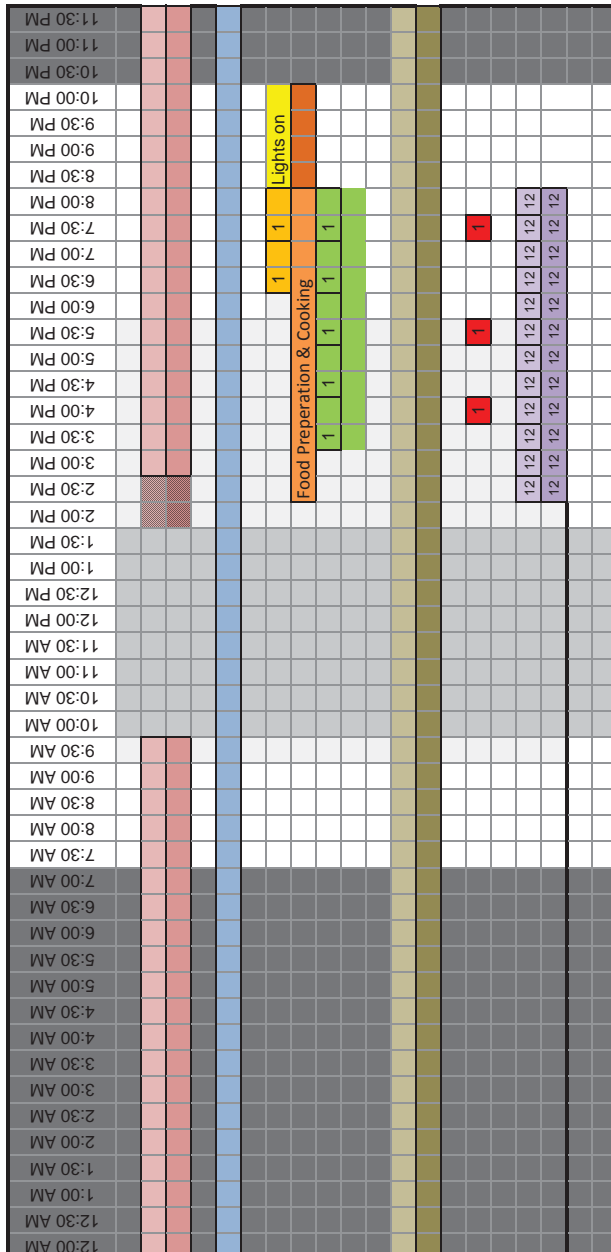 11:30 PM
11:00 PM
10:30 PM
10:00 PM
9:30 PM
9:00 PM
8:30 PM
Lights on
8:00 PM 12 12
7:30 PM 1 1 1 12 12
7:00 PM 12 12
6:30 PM 1 1 12 12
6:00 PM 12 12
5:30 PM 1 1 12 12
5:00 PM 12 12
4:30 PM 1 12 12
4:00 PM 1 12 12
3:30 PM 1 12 12
3:00 PM 12 12
2:30 PM 12 12
Food Preperation & Cooking
2:00 PM
1:30 PM
1:00 PM
12:30 PM
12:00 PM
11:30 AM
11:00 AM
10:30 AM
10:00 AM
9:30 AM
9:00 AM
8:30 AM
8:00 AM
7:30 AM
7:00 AM
6:30 AM
6:00 AM
5:30 AM
5:00 AM
4:30 AM
4:00 AM
3:30 AM
3:00 AM
2:30 AM
2:00 AM
1:30 AM
1:00 AM
12:30 AM
12:00 AM